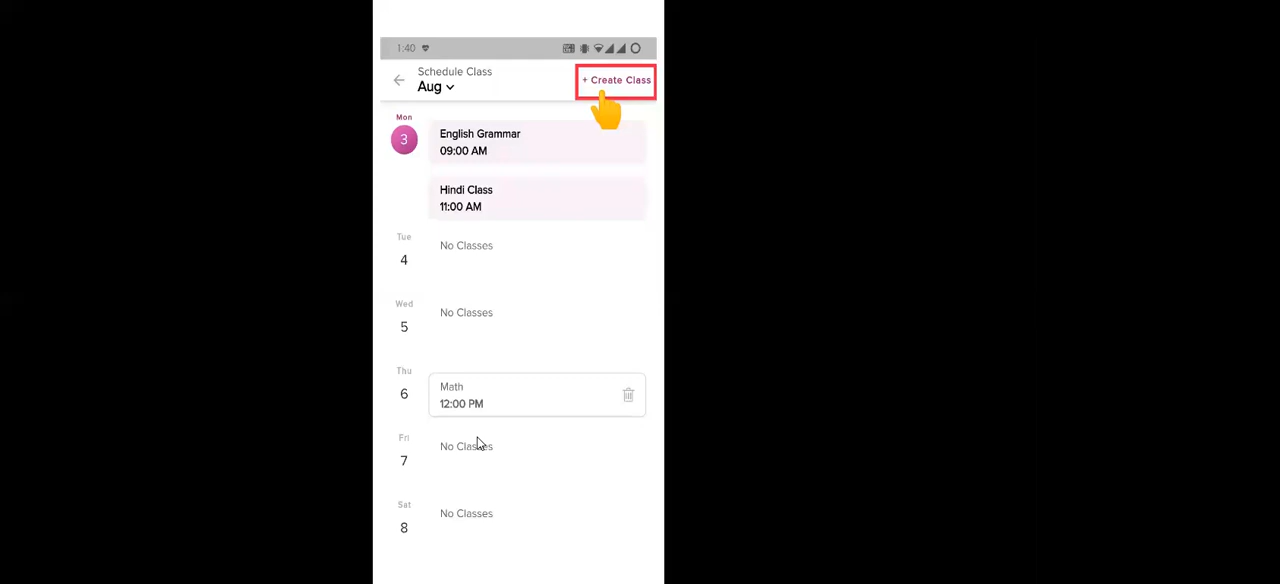 1:40
Schedule Class
Aug
+ Create Class
Mon
3
English Grammar
09:00 AM
Hindi Class
11:00 AM
Tue
4
No Classes
Wed
5
No Classes
Thu
6
Math
12:00 PM
Fri
7
No Classes
Sat
8
No Classes